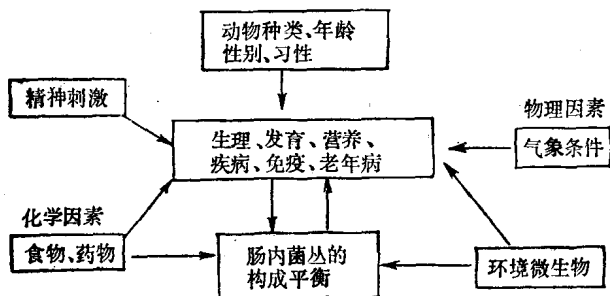 动物种类、年龄
性别、习性
精神刺激
物理因素
生理、发育、营养、
疾病、免疫、老年病
气象条件
化学因素
食物、药物
肠内菌丛的
构成平衡
环境微生物